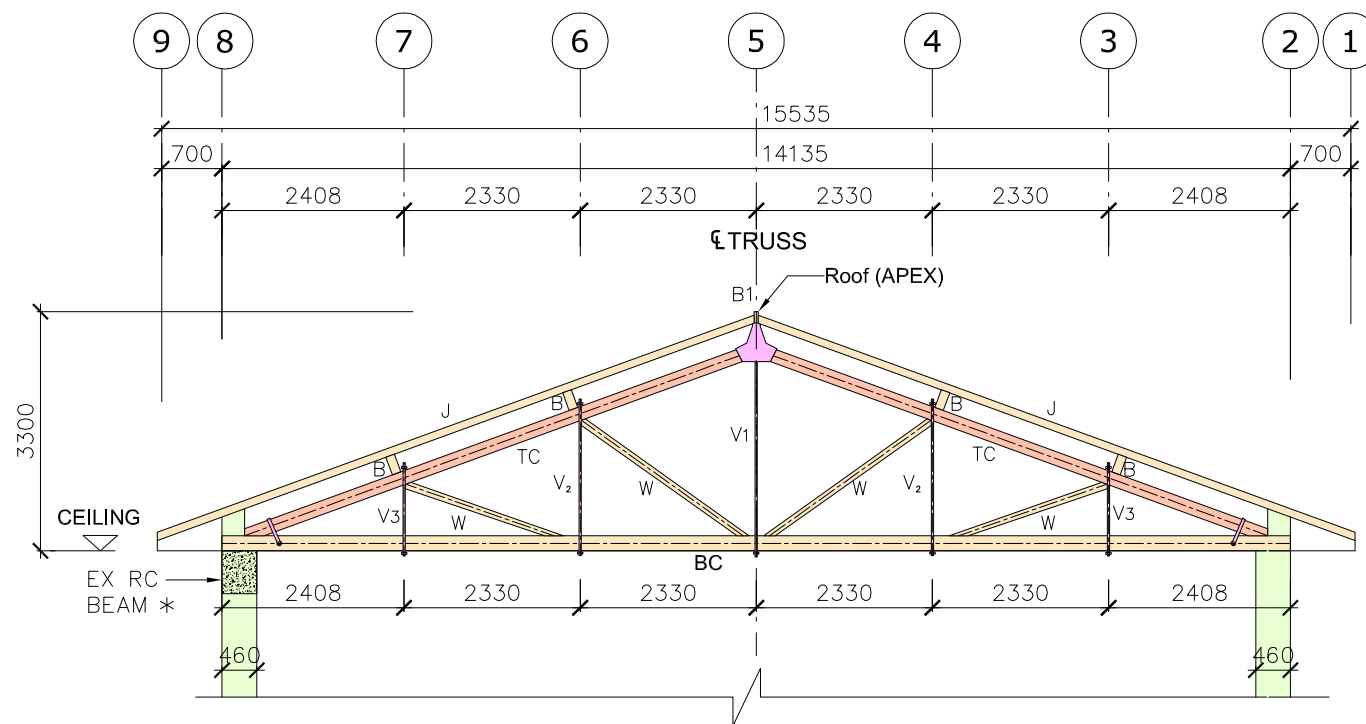 9 8 7 6 5 4 3 2 1
15535
700 14135 700
2408 2330 2330 2330 2330 2408
℄ TRUSS
Roof (APEX)
B1
3300
J B B J
V1
TC TC
B V₂ W W V₂ B
CEILING
V3 W W V3
BC
EX RC
BEAM *
2408 2330 2330 2330 2330 2408
460 460